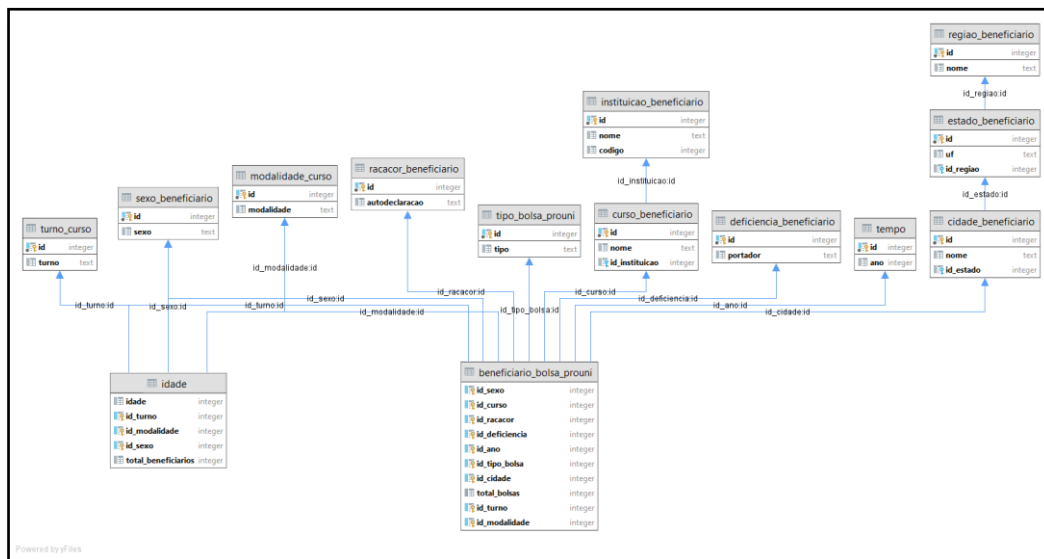 regiao_beneficiario
id integer
nome text
id_regiao:id
instituicao_beneficiario
id integer
nome text
codigo integer
estado_beneficiario
id integer
uf text
id_regiao integer
racacor_beneficiario
id integer
autodeclaracao text
modalidade_curso
id integer
modalidade text
id_instituicao:id
id_estado:id
sexo_beneficiario
id integer
sexo text
tipo_bolsa_prouni
id integer
tipo text
curso_beneficiario
id integer
nome text
id_instituicao integer
deficiencia_beneficiario
id integer
portador text
tempo
id integer
ano integer
cidade_beneficiario
id integer
nome text
id_estado integer
turno_curso
id integer
turno text
id_modalidade:id
id_racacor:id
id_curso:id
id_turno:id
id_sexo:id
id_sexo:id
id_turno:id
id_modalidade:id
id_tipo_bolsa:id
id_deficiencia:id
id_ano:id
id_cidade:id
idade
idade integer
id_turno integer
id_modalidade integer
id_sexo integer
total_beneficiarios integer
beneficiario_bolsa_prouni
id_sexo integer
id_curso integer
id_racacor integer
id_deficiencia integer
id_ano integer
id_tipo_bolsa integer
id_cidade integer
total_bolsas integer
id_turno integer
id_modalidade integer
Powered by yFiles